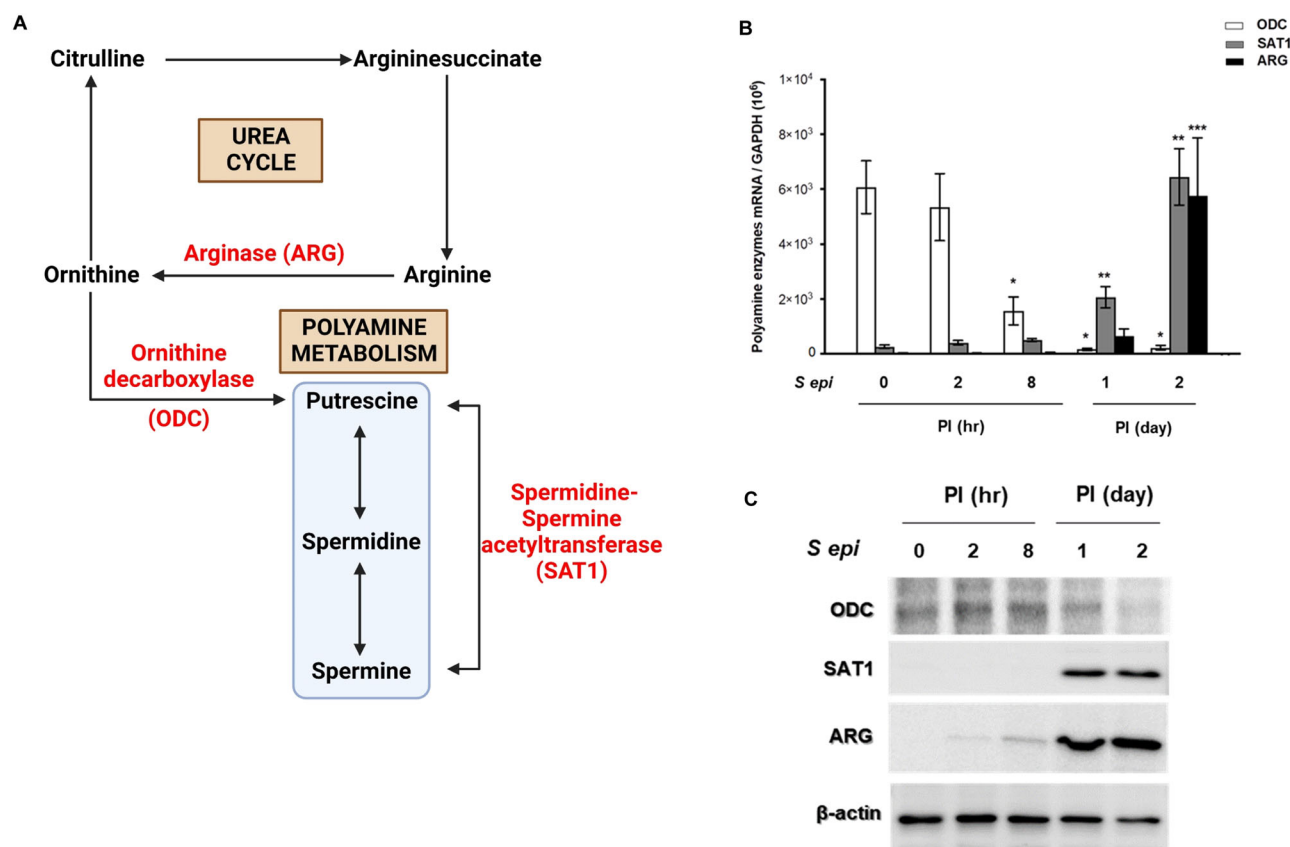 A
Citrulline
Argininesuccinate
UREA
CYCLE
Arginase (ARG)
Ornithine
Arginine
POLYAMINE
METABOLISM
Ornithine
decarboxylase
(ODC)
Putrescine
Spermidine
Spermine
Spermidine-
Spermine
acetyltransferase
(SAT1)
B
ODC
SAT1
ARG
Polyamine enzymes mRNA / GAPDH (10⁶)
1×10⁴
8×10³
6×10³
4×10³
2×10³
0
* * ** * ** ***
S epi 0 2 8 1 2
PI (hr) PI (day)
C
PI (hr) PI (day)
S epi 0 2 8 1 2
ODC
SAT1
ARG
β-actin